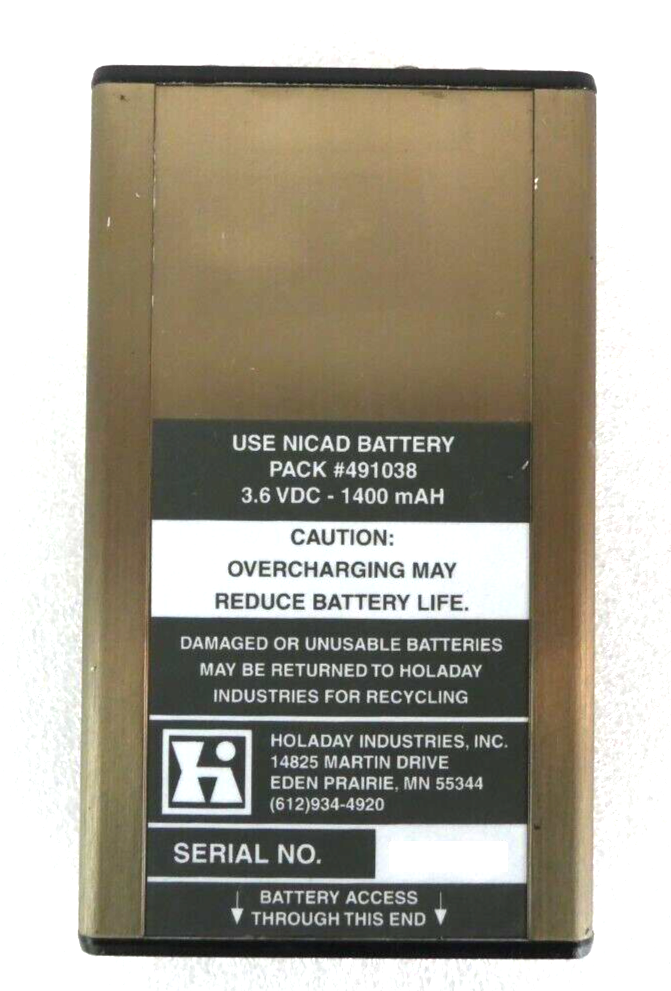 USE NICAD BATTERY
PACK #491038
3.6 VDC - 1400 mAH
CAUTION:
OVERCHARGING MAY
REDUCE BATTERY LIFE.
DAMAGED OR UNUSABLE BATTERIES
MAY BE RETURNED TO HOLADAY
INDUSTRIES FOR RECYCLING
HOLADAY INDUSTRIES, INC.
14825 MARTIN DRIVE
EDEN PRAIRIE, MN 55344
(612)934-4920
SERIAL NO.
BATTERY ACCESS
THROUGH THIS END